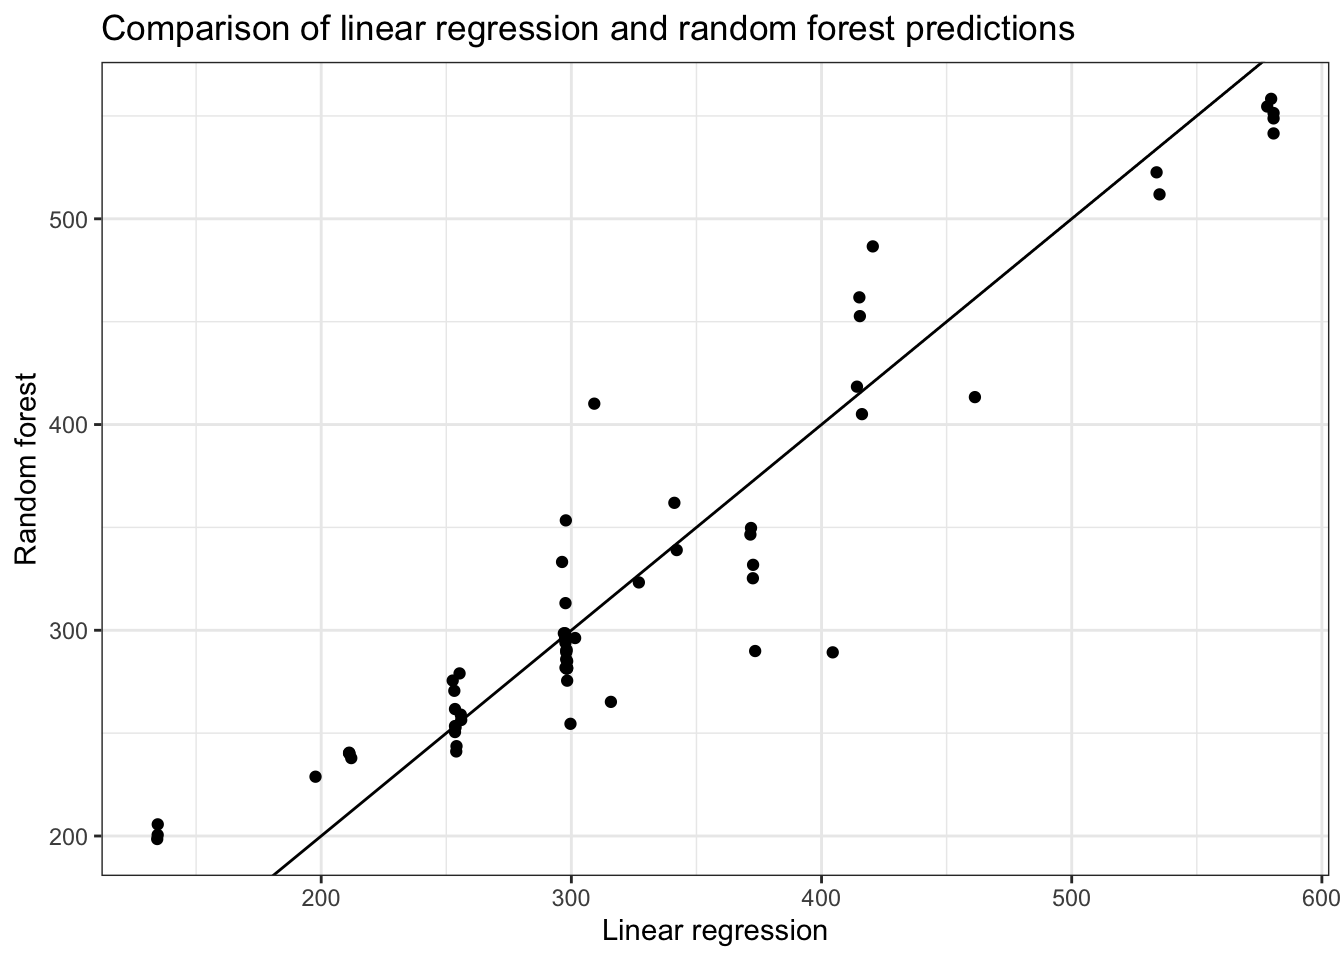 Comparison of linear regression and random forest predictions
Random forest
500
400
300
200
200 300 400 500 600
Linear regression